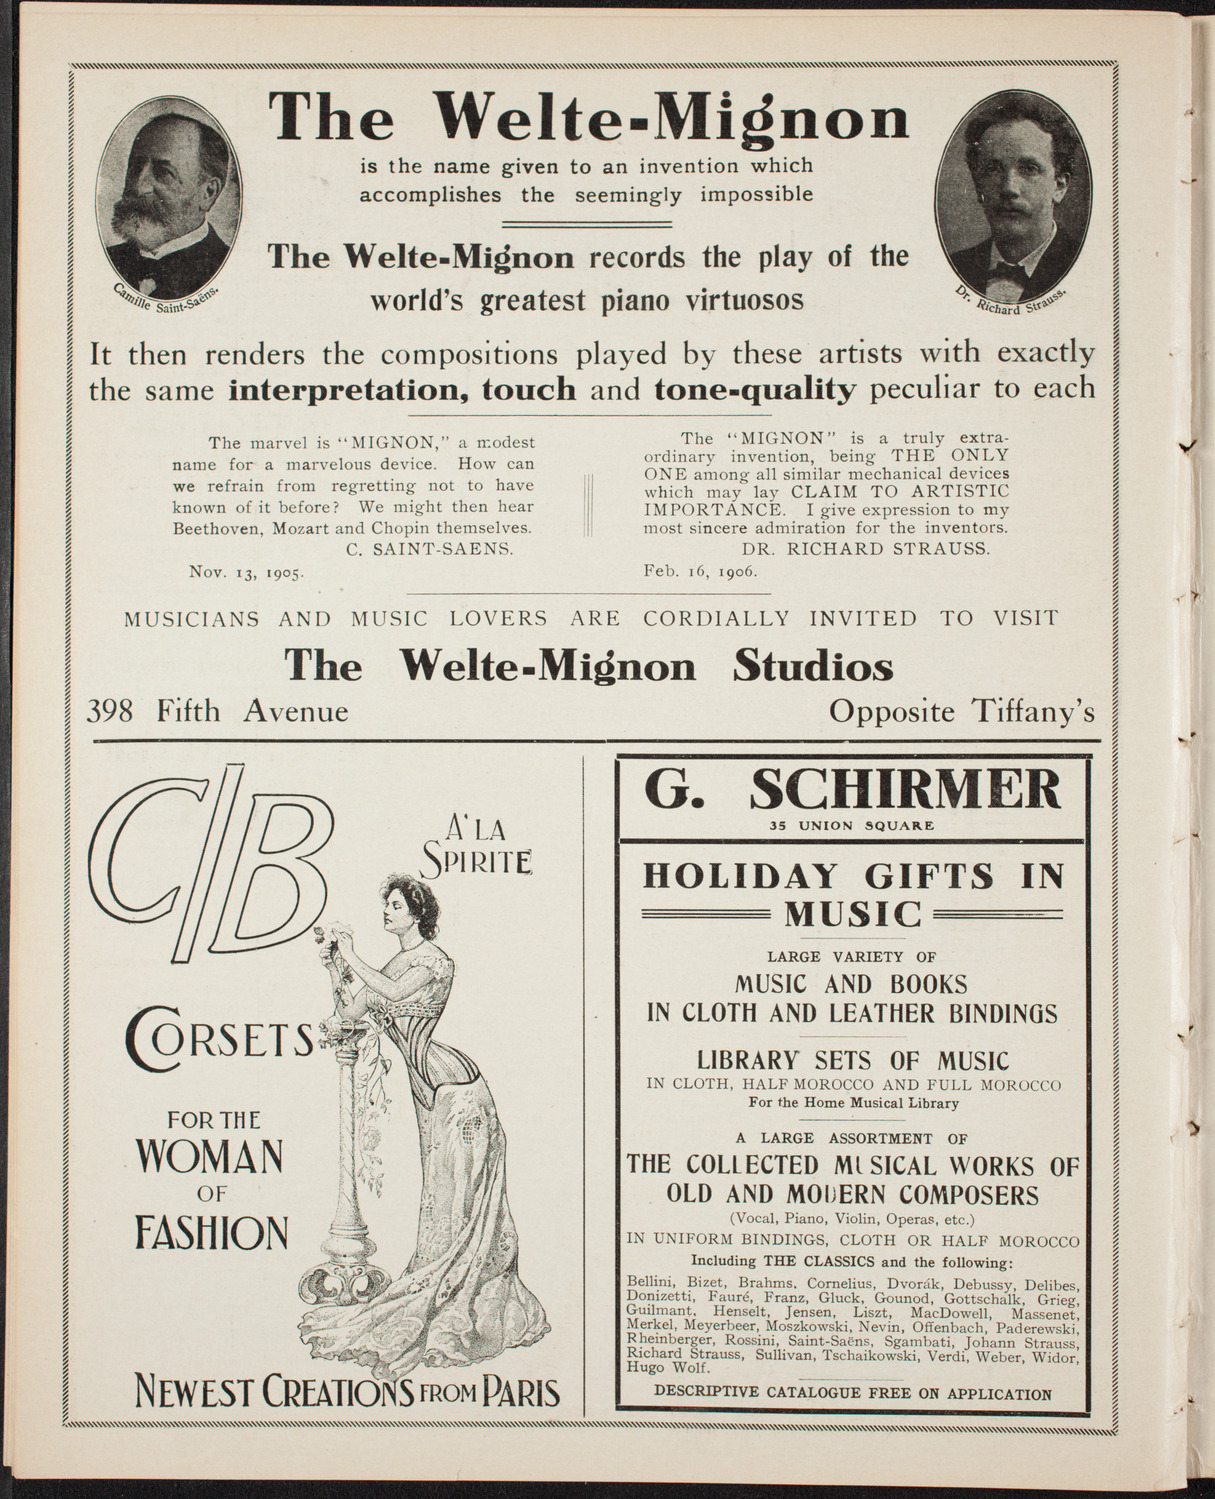 The Welte-Mignon
is the name given to an invention which
accomplishes the seemingly impossible
The Welte-Mignon records the play of the
world's greatest piano virtuosos
Camille Saint-Saëns.
Dr. Richard Strauss.
It then renders the compositions played by these artists with exactly
the same interpretation, touch and tone-quality peculiar to each
The marvel is "MIGNON," a modest
name for a marvelous device. How can
we refrain from regretting not to have
known of it before? We might then hear
Beethoven, Mozart and Chopin themselves.
C. SAINT-SAENS.
Nov. 13, 1905.
The "MIGNON" is a truly extra-
ordinary invention, being THE ONLY
ONE among all similar mechanical devices
which may lay CLAIM TO ARTISTIC
IMPORTANCE. I give expression to my
most sincere admiration for the inventors.
DR. RICHARD STRAUSS.
Feb. 16, 1906.
MUSICIANS AND MUSIC LOVERS ARE CORDIALLY INVITED TO VISIT
The Welte-Mignon Studios
398 Fifth Avenue Opposite Tiffany's
C/B
A' LA
SPIRITE
CORSETS
FOR THE
WOMAN
OF
FASHION
NEWEST CREATIONS FROM PARIS
G. SCHIRMER
35 UNION SQUARE
HOLIDAY GIFTS IN
MUSIC
LARGE VARIETY OF
MUSIC AND BOOKS
IN CLOTH AND LEATHER BINDINGS
LIBRARY SETS OF MUSIC
IN CLOTH, HALF MOROCCO AND FULL MOROCCO
For the Home Musical Library
A LARGE ASSORTMENT OF
THE COLLECTED MUSICAL WORKS OF
OLD AND MODERN COMPOSERS
(Vocal, Piano, Violin, Operas, etc.)
IN UNIFORM BINDINGS, CLOTH OR HALF MOROCCO
Including THE CLASSICS and the following:
Bellini, Bizet, Brahms, Cornelius, Dvorák, Debussy, Delibes,
Donizetti, Fauré, Franz, Gluck, Gounod, Gottschalk, Grieg,
Guilmant, Henselt, Jensen, Liszt, MacDowell, Massenet,
Merkel, Meyerbeer, Moszkowski, Nevin, Offenbach, Paderewski,
Rheinberger, Rossini, Saint-Saëns, Sgambati, Johann Strauss,
Richard Strauss, Sullivan, Tschaikowski, Verdi, Weber, Widor,
Hugo Wolf.
DESCRIPTIVE CATALOGUE FREE ON APPLICATION